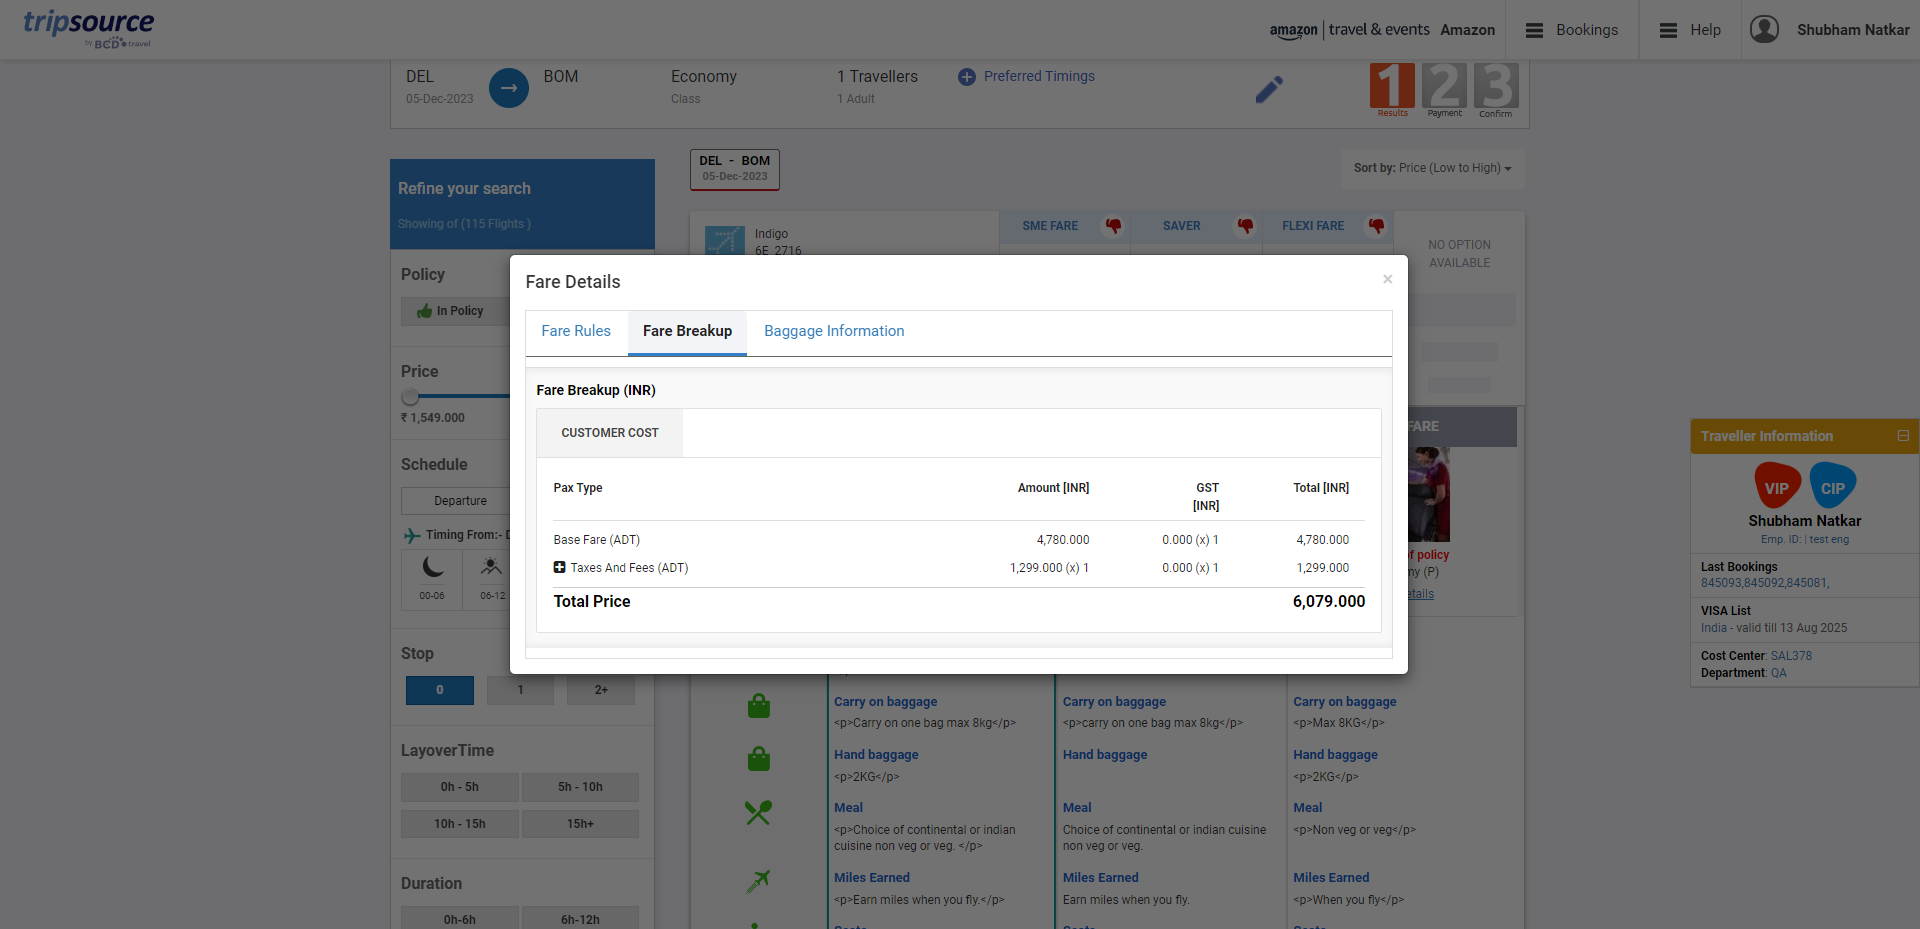 tripsource
by BCD travel
amazon | travel & events Amazon
Bookings
Help
Shubham Natkar
DEL
05-Dec-2023
BOM
Economy
Class
1 Travellers
1 Adult
Preferred Timings
1 2 3
Results Payment Confirm
Refine your search
Showing of (115 Flights )
DEL - BOM
05-Dec-2023
Sort by: Price (Low to High)
Indigo
6E 2716
SME FARE
SAVER
FLEXI FARE
NO OPTION
AVAILABLE
Policy
In Policy
Price
₹ 1,549.000
Schedule
Departure
Timing From:-
00-06
06-12
Stop
0
1
2+
LayoverTime
0h - 5h
5h - 10h
10h - 15h
15h+
Duration
0h-6h
6h-12h
Fare Details
×
Fare Rules
Fare Breakup
Baggage Information
Fare Breakup (INR)
CUSTOMER COST
Pax Type
Amount [INR]
GST
[INR]
Total [INR]
Base Fare (ADT)
4,780.000
0.000 (x) 1
4,780.000
Taxes And Fees (ADT)
1,299.000 (x) 1
0.000 (x) 1
1,299.000
Total Price
6,079.000
FARE
of policy
my (P)
etails
Carry on baggage
<p>Carry on one bag max 8kg</p>
Carry on baggage
<p>carry on one bag max 8kg</p>
Carry on baggage
<p>Max 8KG</p>
Hand baggage
<p>2KG</p>
Hand baggage
Hand baggage
<p>2KG</p>
Meal
<p>Choice of continental or indian
cuisine non veg or veg. </p>
Meal
Choice of continental or indian cuisine
non veg or veg.
Meal
<p>Non veg or veg</p>
Miles Earned
<p>Earn miles when you fly.</p>
Miles Earned
Earn miles when you fly.
Miles Earned
<p>When you fly</p>
Traveller Information
VIP
CIP
Shubham Natkar
Emp. ID: | test eng
Last Bookings
845093,845092,845081,
VISA List
India - valid till 13 Aug 2025
Cost Center: SAL378
Department: QA